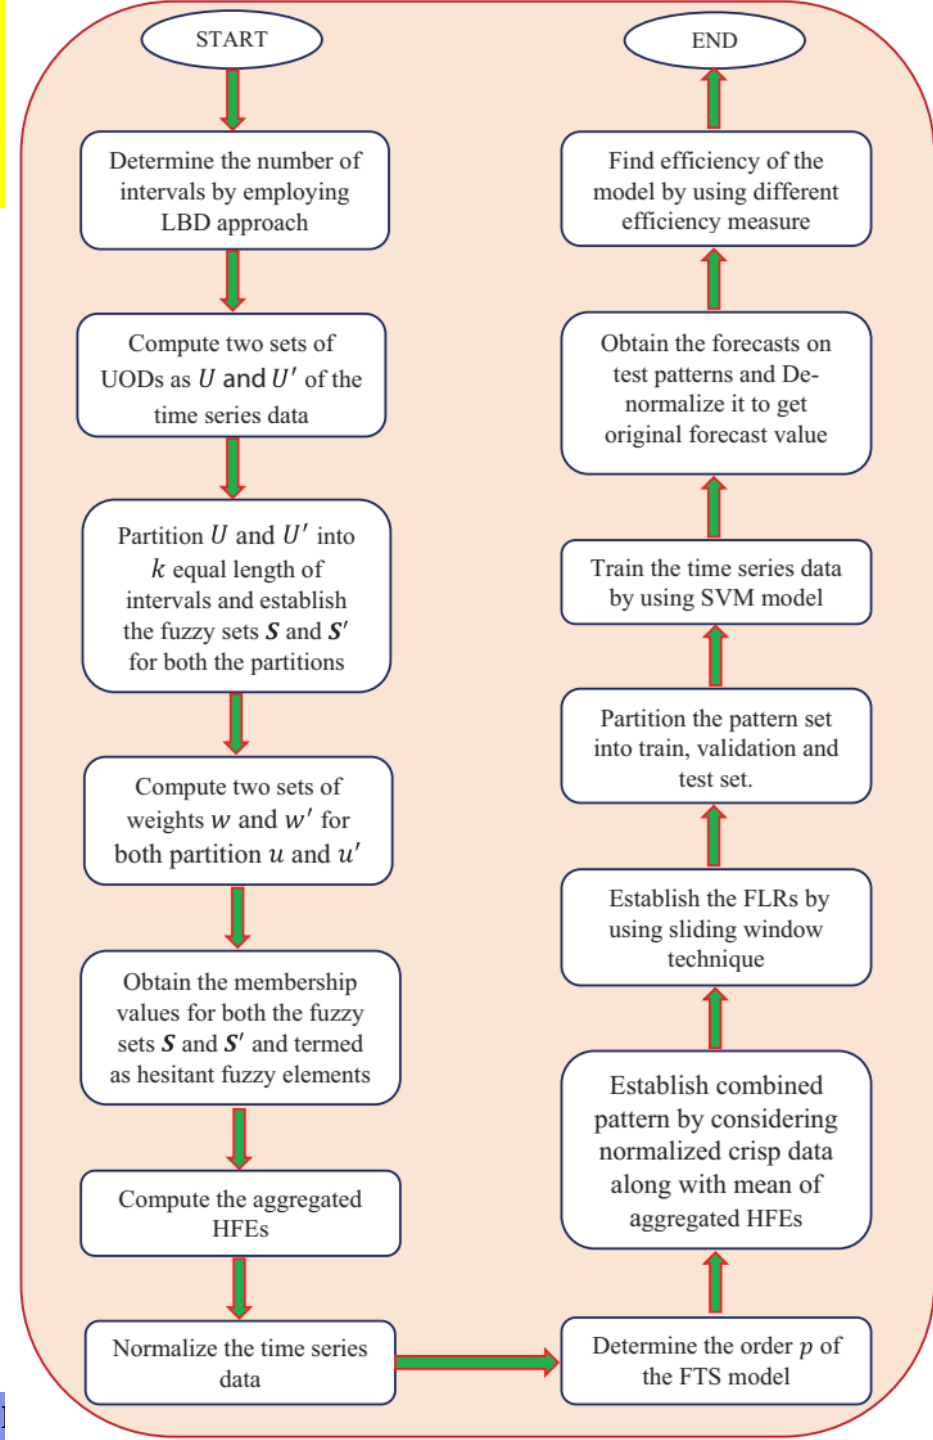 START
Determine the number of
intervals by employing
LBD approach
Compute two sets of
UODs as U and U′ of the
time series data
Partition U and U′ into
k equal length of
intervals and establish
the fuzzy sets S and S′
for both the partitions
Compute two sets of
weights w and w′ for
both partition u and u′
Obtain the membership
values for both the fuzzy
sets S and S′ and termed
as hesitant fuzzy elements
Compute the aggregated
HFEs
Normalize the time series
data
Determine the order p of
the FTS model
Establish combined
pattern by considering
normalized crisp data
along with mean of
aggregated HFEs
Establish the FLRs by
using sliding window
technique
Partition the pattern set
into train, validation and
test set.
Train the time series data
by using SVM model
Obtain the forecasts on
test patterns and De-
normalize it to get
original forecast value
Find efficiency of the
model by using different
efficiency measure
END